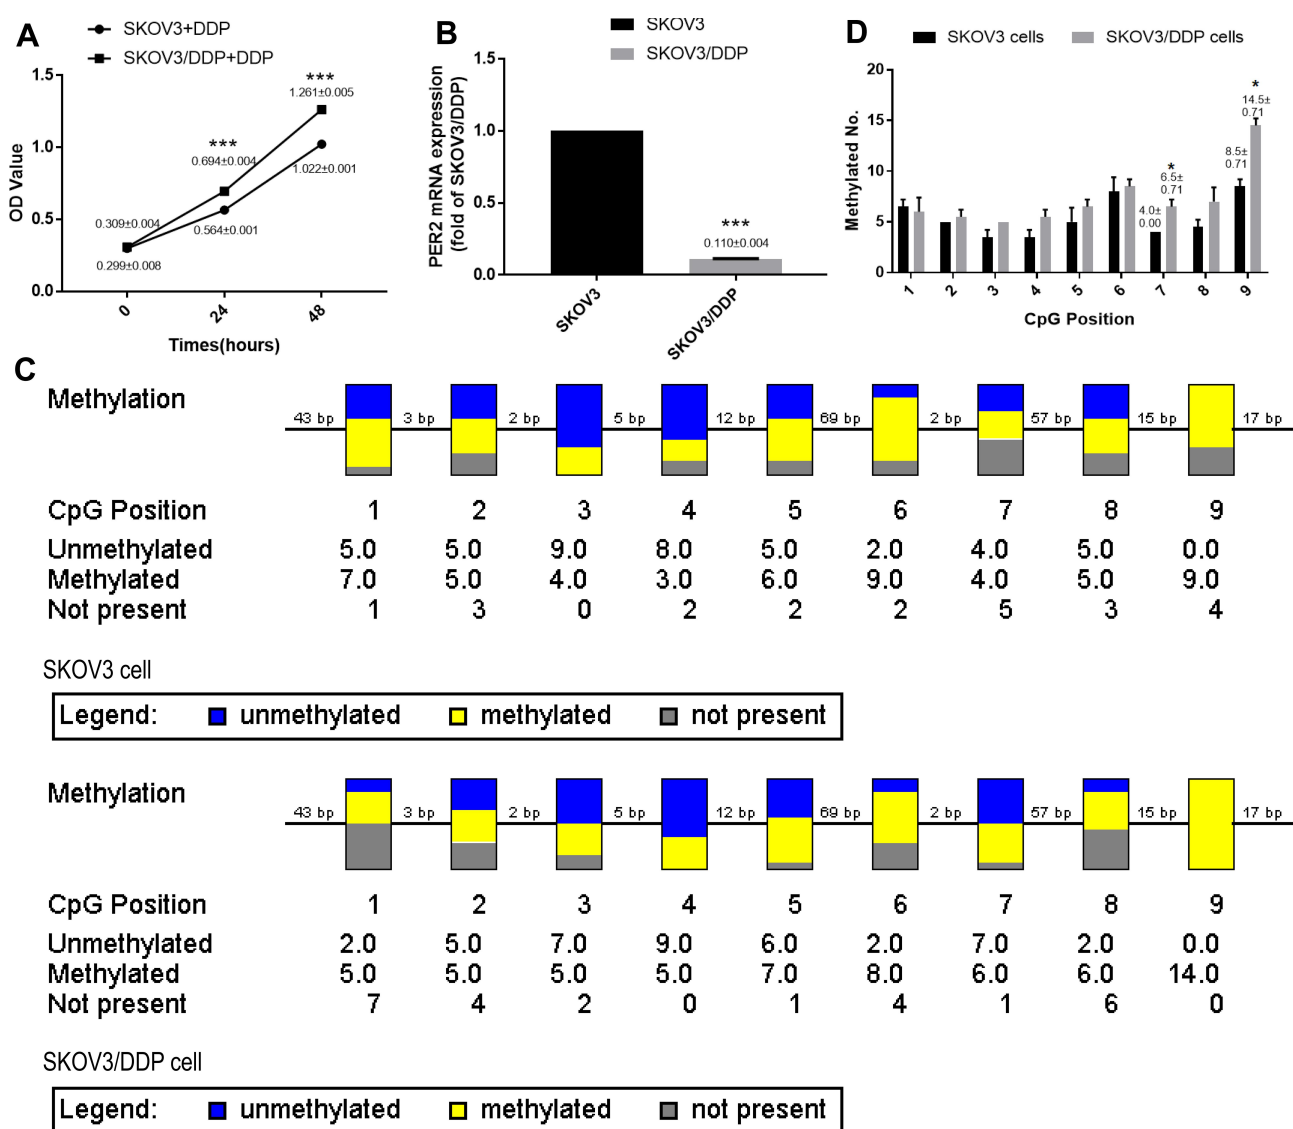 A
SKOV3+DDP
SKOV3/DDP+DDP
OD Value
1.5
1.0
0.5
0.0
***
1.261±0.005
***
0.694±0.004
1.022±0.001
0.309±0.004
0.564±0.001
0.299±0.008
0
24
48
Times(hours)
B
SKOV3
SKOV3/DDP
PER2 mRNA expression
(fold of SKOV3/DDP)
1.5
1.0
0.5
0.0
***
0.110±0.004
SKOV3
SKOV3/DDP
D
SKOV3 cells
SKOV3/DDP cells
Methylated No.
20
15
10
5
0
*
14.5±
0.71
8.5±
0.71
*
6.5±
0.71
4.0±
0.00
1 2 3 4 5 6 7 8 9
CpG Position
C
Methylation
43 bp 3 bp 2 bp 5 bp 12 bp 69 bp 2 bp 57 bp 15 bp 17 bp
CpG Position 1 2 3 4 5 6 7 8 9
Unmethylated 5.0 5.0 9.0 8.0 5.0 2.0 4.0 5.0 0.0
Methylated 7.0 5.0 4.0 3.0 6.0 9.0 4.0 5.0 9.0
Not present 1 3 0 2 2 2 5 3 4
SKOV3 cell
Legend: unmethylated methylated not present
Methylation
43 bp 3 bp 2 bp 5 bp 12 bp 69 bp 2 bp 57 bp 15 bp 17 bp
CpG Position 1 2 3 4 5 6 7 8 9
Unmethylated 2.0 5.0 7.0 9.0 6.0 2.0 7.0 2.0 0.0
Methylated 5.0 5.0 5.0 5.0 7.0 8.0 6.0 6.0 14.0
Not present 7 4 2 0 1 4 1 6 0
SKOV3/DDP cell
Legend: unmethylated methylated not present